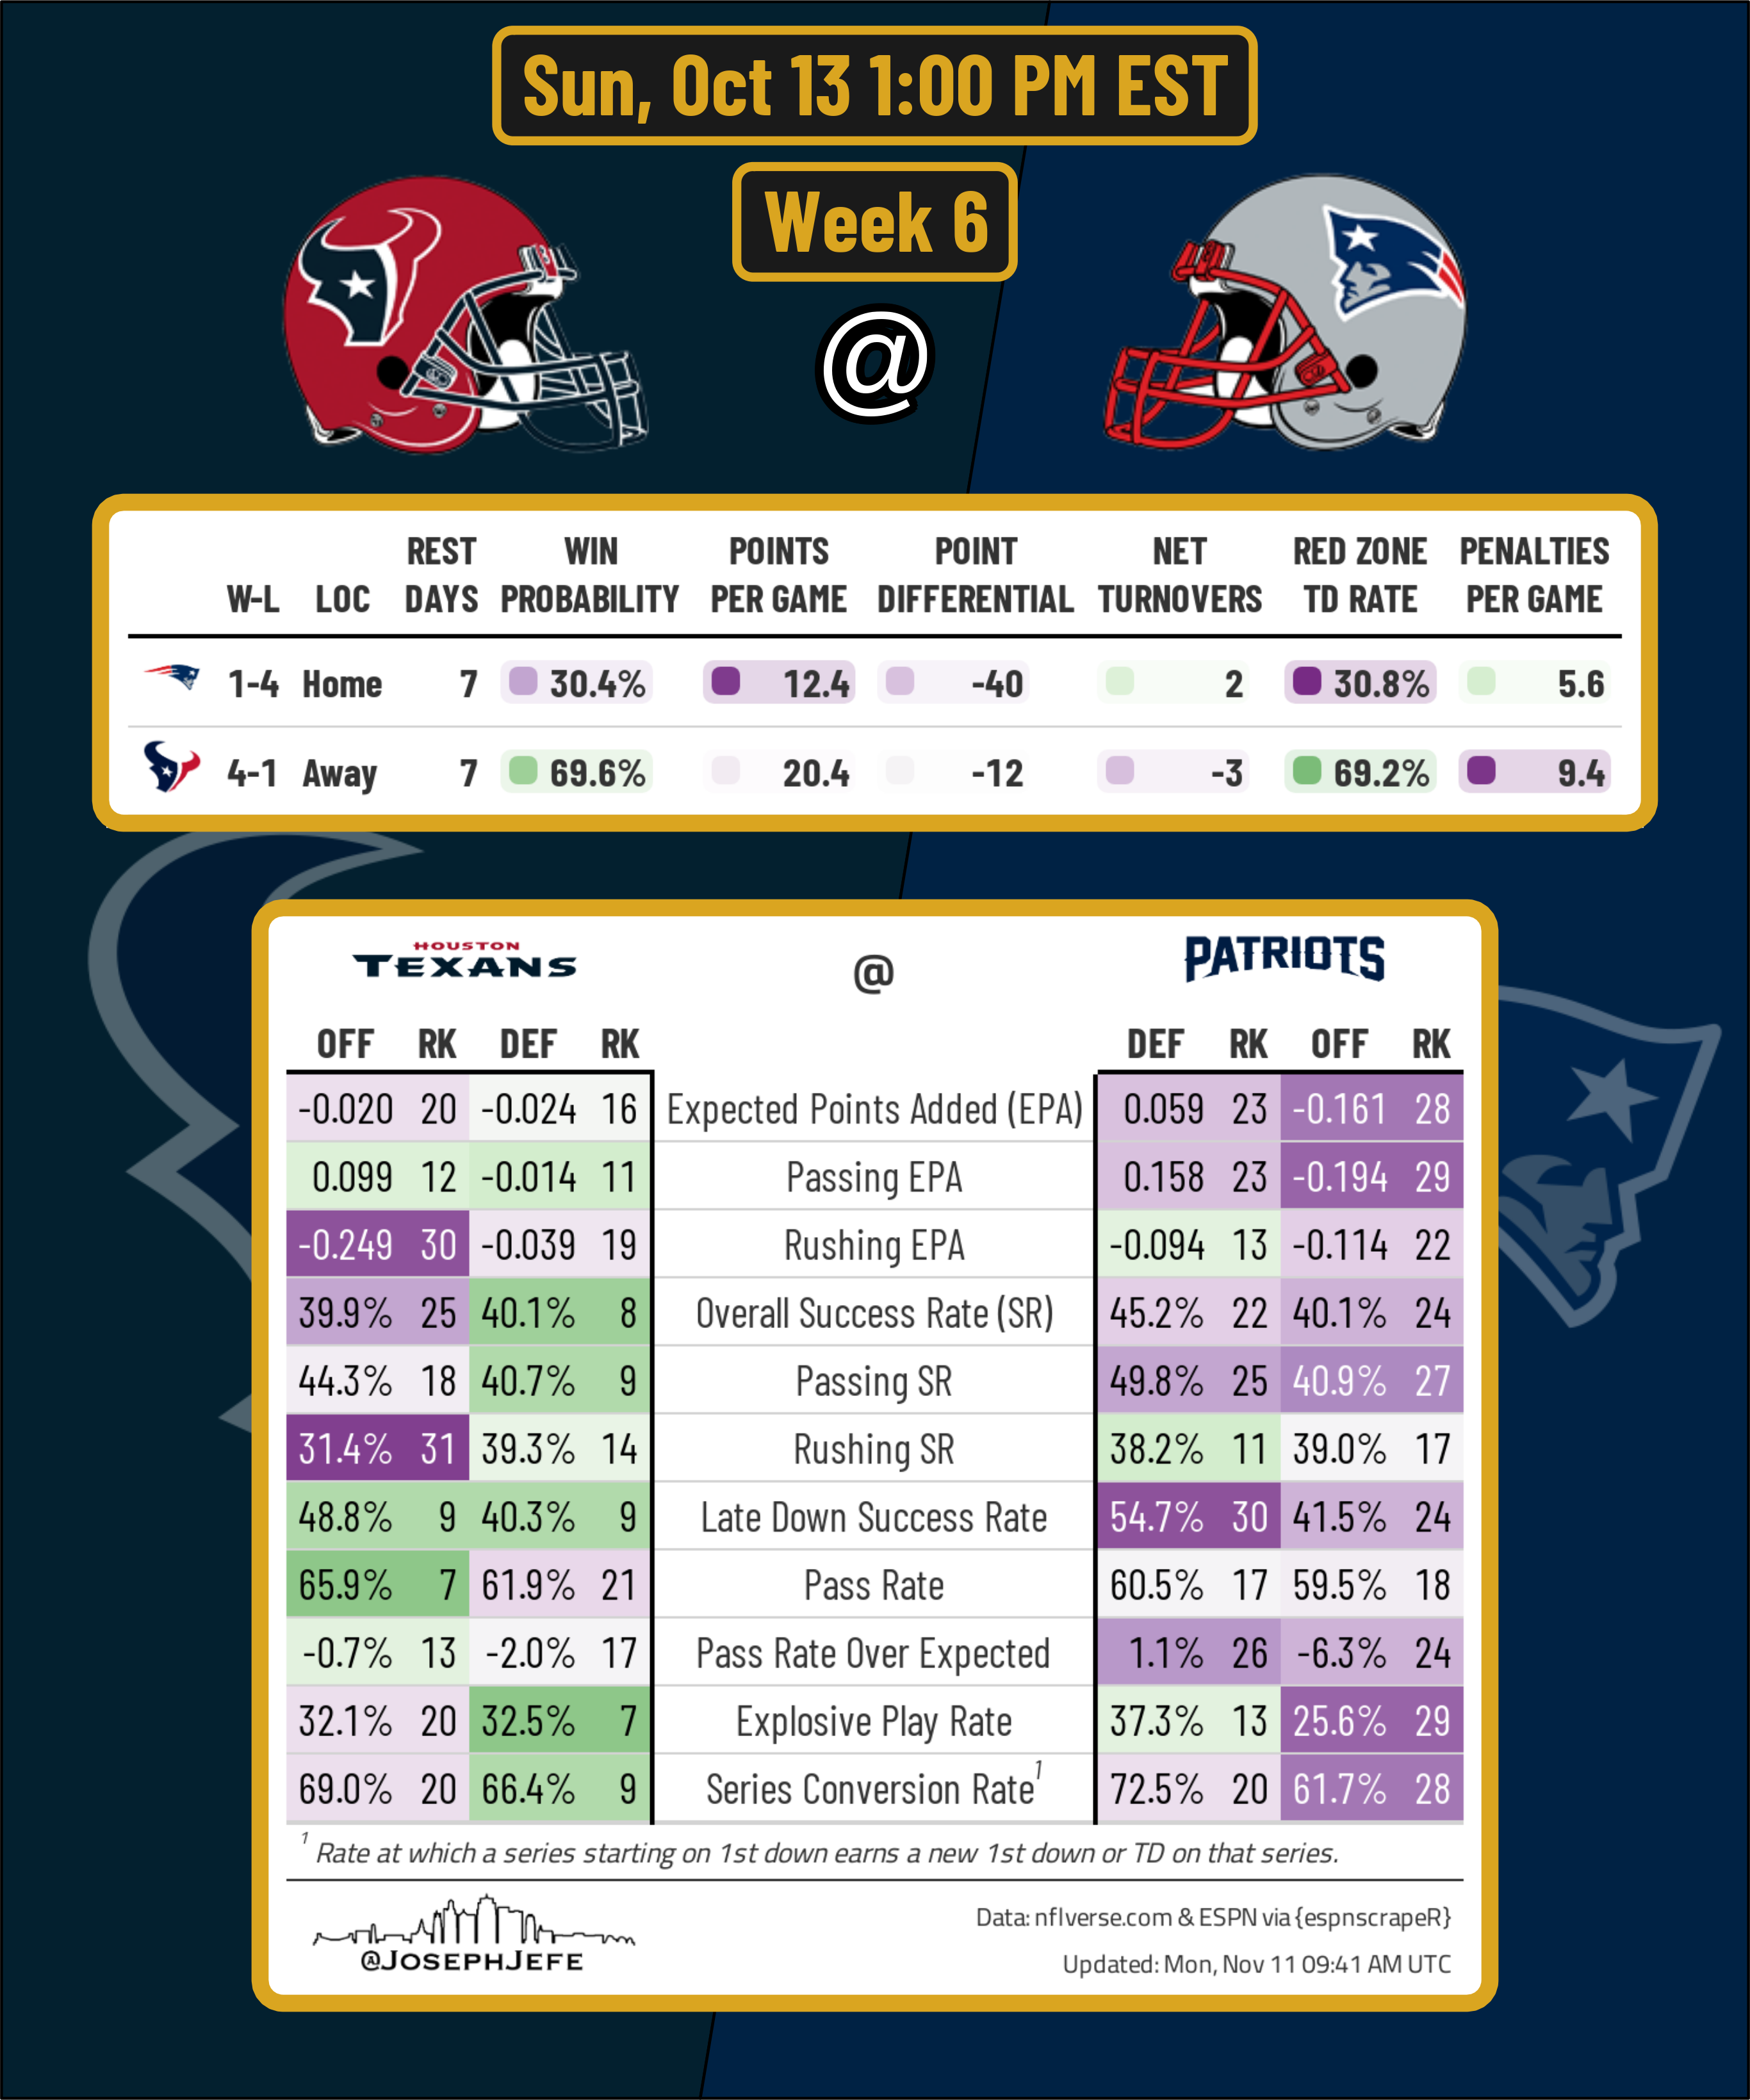 Sun, Oct 13 1:00 PM EST
Week 6
@
REST WIN POINTS POINT NET RED ZONE PENALTIES
W-L LOC DAYS PROBABILITY PER GAME DIFFERENTIAL TURNOVERS TD RATE PER GAME
1-4 Home 7 30.4% 12.4 -40 2 30.8% 5.6
4-1 Away 7 69.6% 20.4 -12 -3 69.2% 9.4
HOUSTON
TEXANS @ PATRIOTS
OFF RK DEF RK DEF RK OFF RK
-0.020 20 -0.024 16 Expected Points Added (EPA) 0.059 23 -0.161 28
0.099 12 -0.014 11 Passing EPA 0.158 23 -0.194 29
-0.249 30 -0.039 19 Rushing EPA -0.094 13 -0.114 22
39.9% 25 40.1% 8 Overall Success Rate (SR) 45.2% 22 40.1% 24
44.3% 18 40.7% 9 Passing SR 49.8% 25 40.9% 27
31.4% 31 39.3% 14 Rushing SR 38.2% 11 39.0% 17
48.8% 9 40.3% 9 Late Down Success Rate 54.7% 30 41.5% 24
65.9% 7 61.9% 21 Pass Rate 60.5% 17 59.5% 18
-0.7% 13 -2.0% 17 Pass Rate Over Expected 1.1% 26 -6.3% 24
32.1% 20 32.5% 7 Explosive Play Rate 37.3% 13 25.6% 29
69.0% 20 66.4% 9 Series Conversion Rate1 72.5% 20 61.7% 28
1 Rate at which a series starting on 1st down earns a new 1st down or TD on that series.
Data: nflverse.com & ESPN via {espnscrapeR}
@JOSEPHJEFE
Updated: Mon, Nov 11 09:41 AM UTC